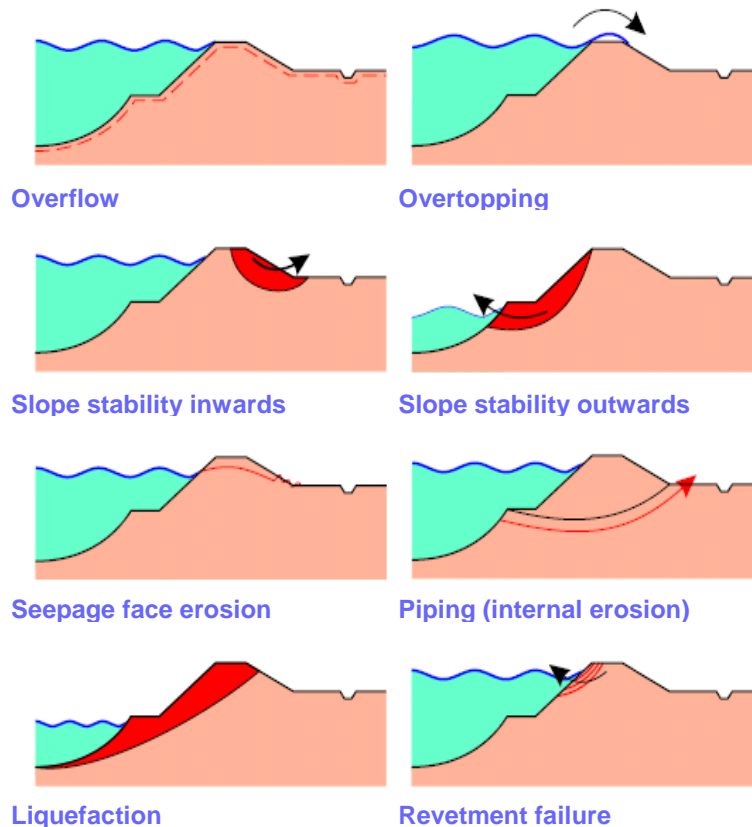 Overflow
Overtopping
Slope stability inwards
Slope stability outwards
Seepage face erosion
Piping (internal erosion)
Liquefaction
Revetment failure